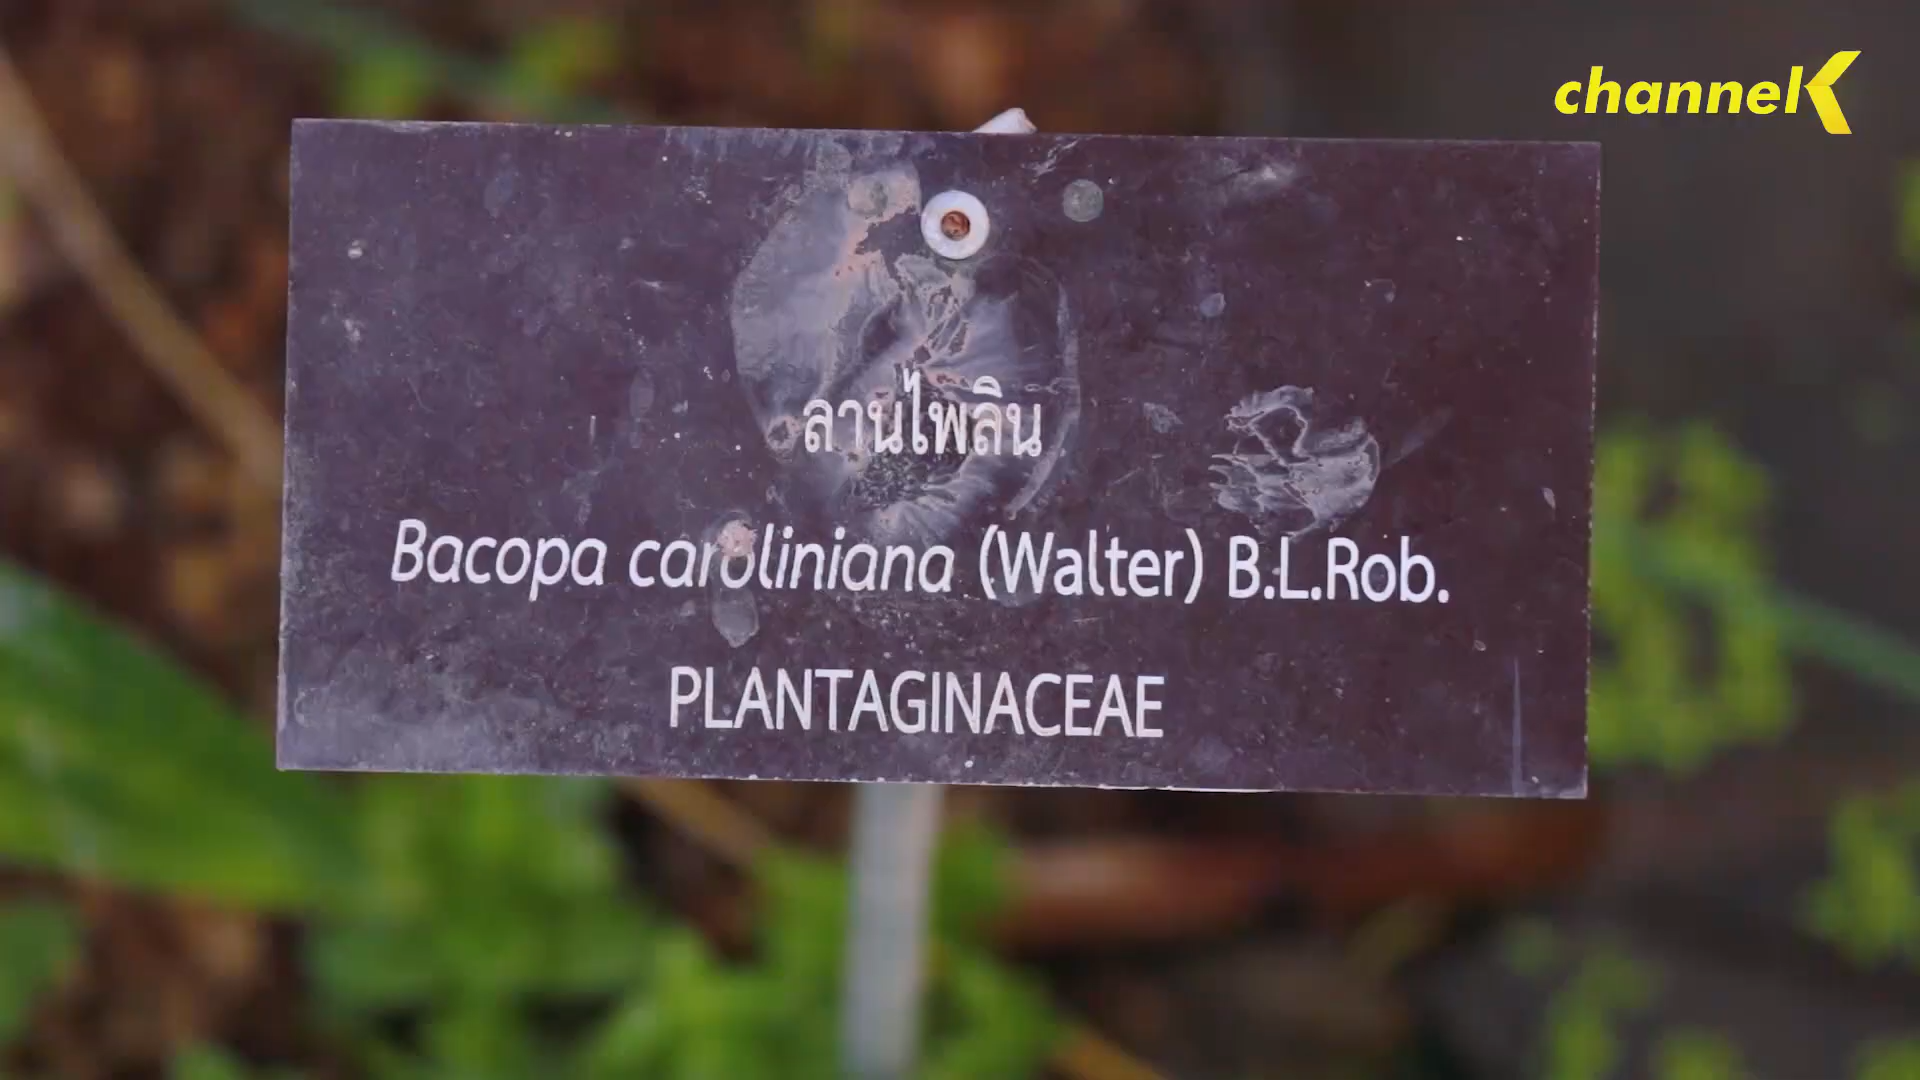 channelK
ลานไพลิน
Bacopa caroliniana (Walter) B.L.Rob.
PLANTAGINACEAE